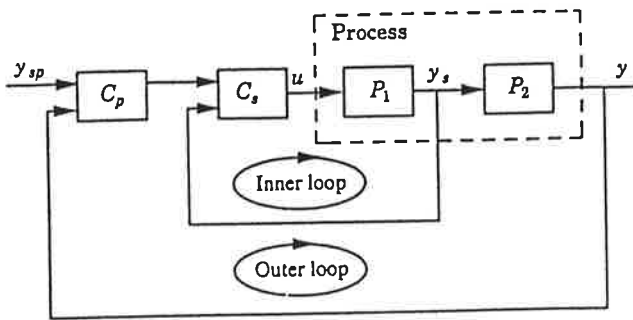 Process
y_sp
C_p
C_s
u
P_1
y_s
P_2
y
Inner loop
Outer loop